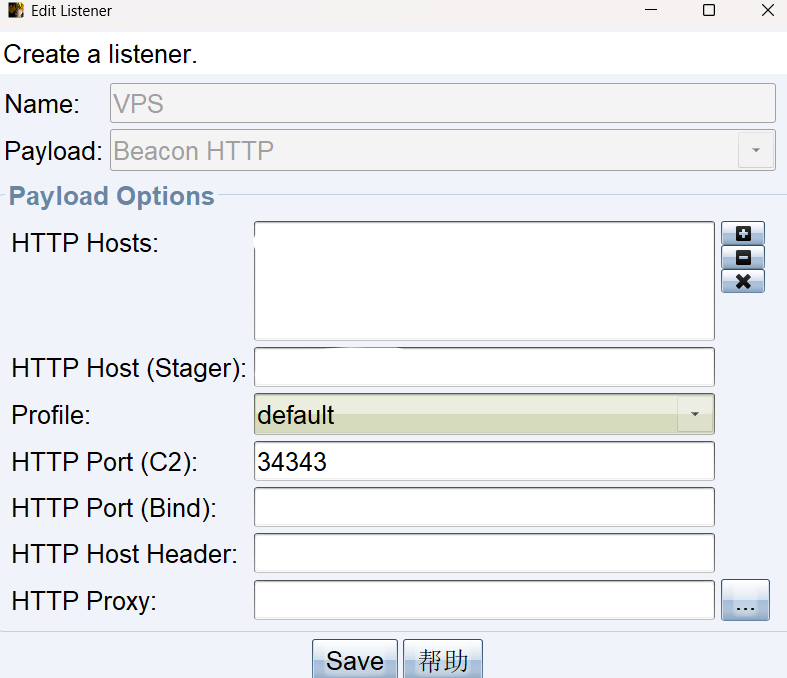 Edit Listener
Create a listener.
Name: VPS
Payload: Beacon HTTP
Payload Options
HTTP Hosts:
HTTP Host (Stager):
Profile: default
HTTP Port (C2): 34343
HTTP Port (Bind):
HTTP Host Header:
HTTP Proxy: ...
Save 帮助